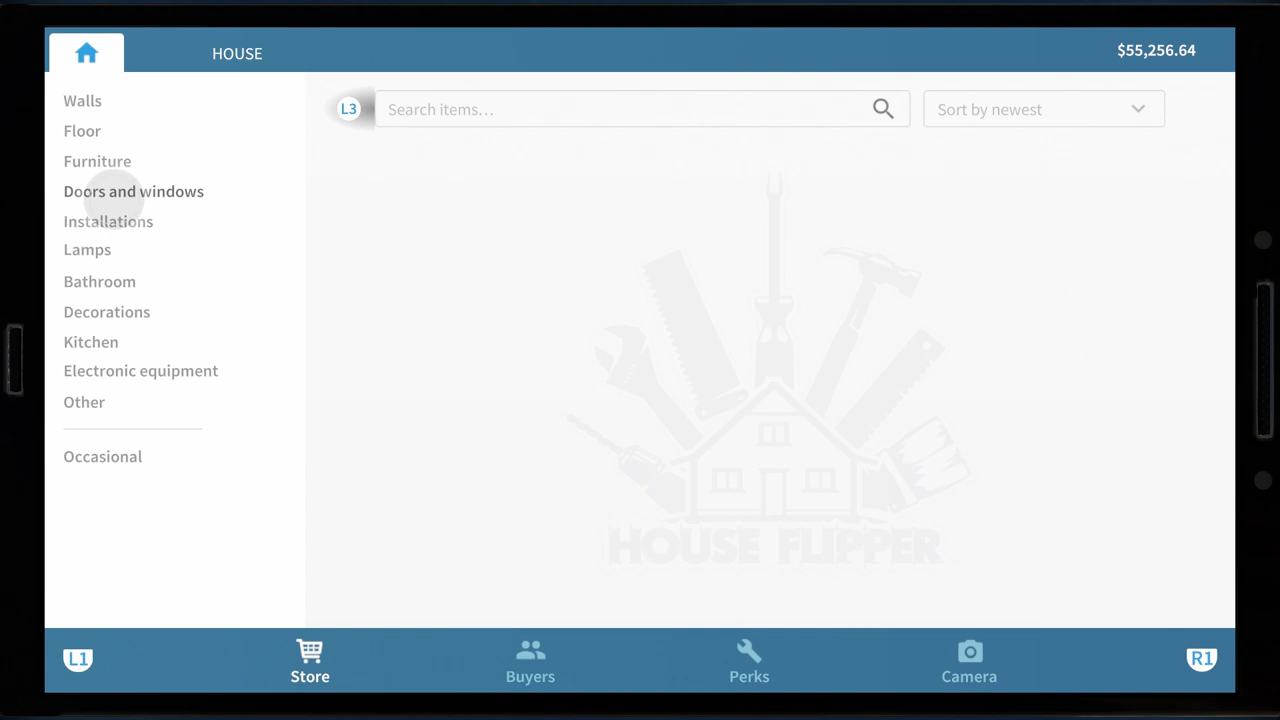 HOUSE
$55,256.64
Walls
Floor
Furniture
Doors and windows
Installations
Lamps
Bathroom
Decorations
Kitchen
Electronic equipment
Other
Occasional
L3
Search items...
Sort by newest
HOUSE FLIPPER
L1
Store
Buyers
Perks
Camera
R1